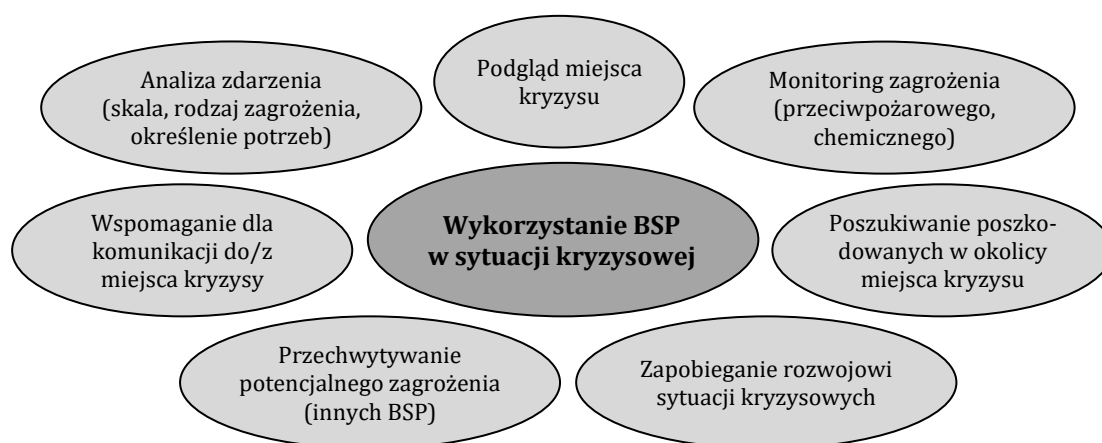 Analiza zdarzenia
(skala, rodzaj zagrożenia,
określenie potrzeb)
Podgląd miejsca
kryzysu
Monitoring zagrożenia
(przeciwpożarowego,
chemicznego)
Wspomaganie dla
komunikacji do/z
miejsca kryzysy
Wykorzystanie BSP
w sytuacji kryzysowej
Poszukiwanie poszko-
dowanych w okolicy
miejsca kryzysu
Przechwytywanie
potencjalnego zagrożenia
(innych BSP)
Zapobieganie rozwojowi
sytuacji kryzysowych